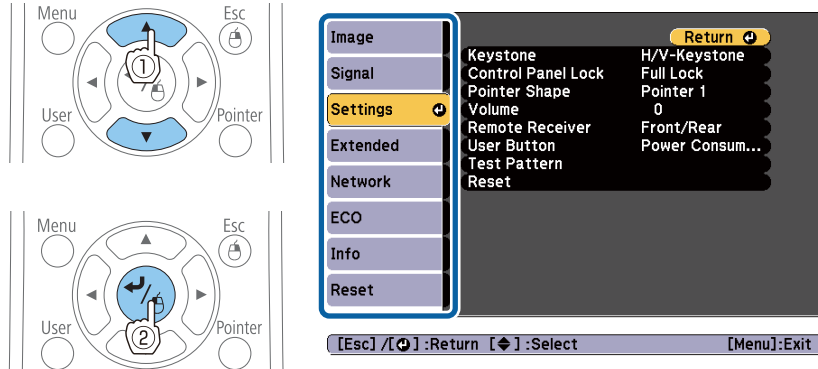 Menu
Esc
①
User
Pointer
Menu
Esc
User
②
Pointer
Image
Signal
Settings
Extended
Network
ECO
Info
Reset
Return
Keystone H/V-Keystone
Control Panel Lock Full Lock
Pointer Shape Pointer 1
Volume 0
Remote Receiver Front/Rear
User Button Power Consum...
Test Pattern
Reset
[Esc] /[⏎] :Return [◆] :Select [Menu]:Exit